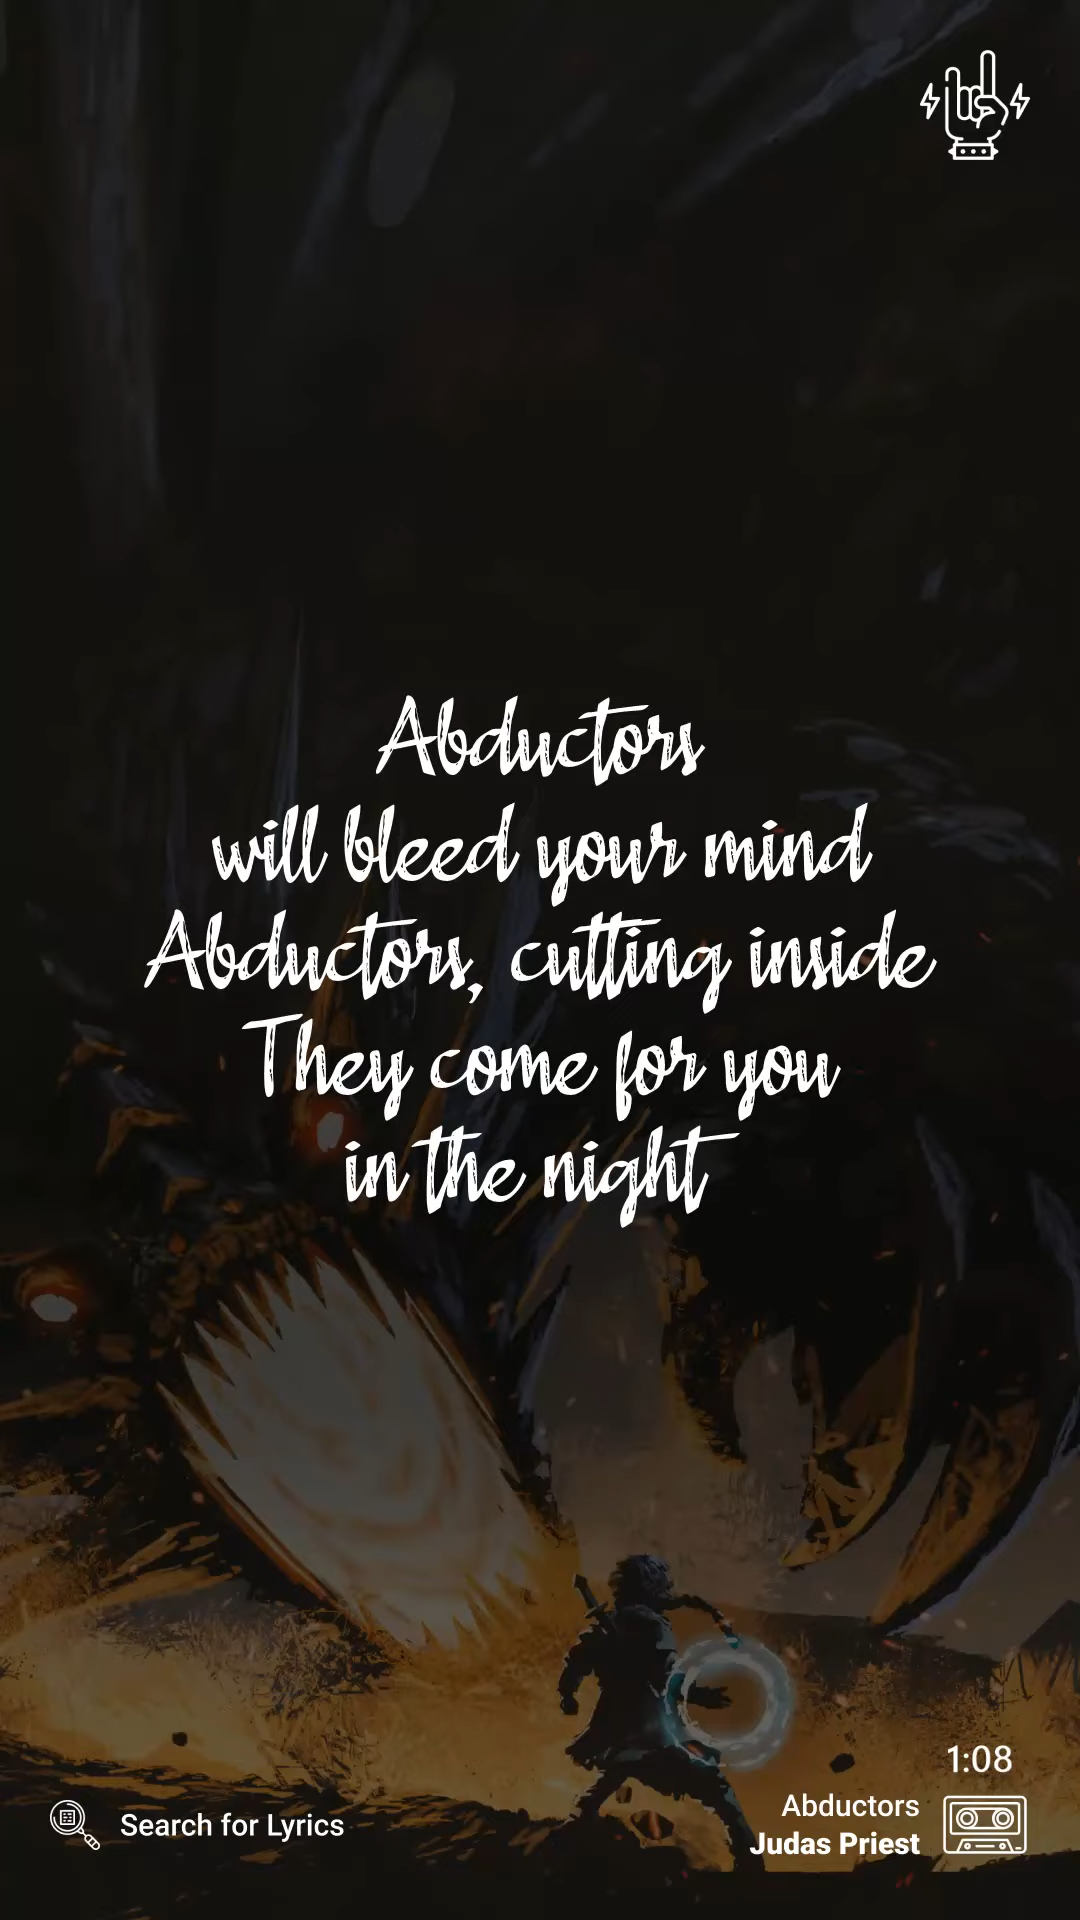 Abductors
will bleed your mind
Abductors, cutting inside
They come for you
in the night
1:08
Search for Lyrics
Abductors
Judas Priest